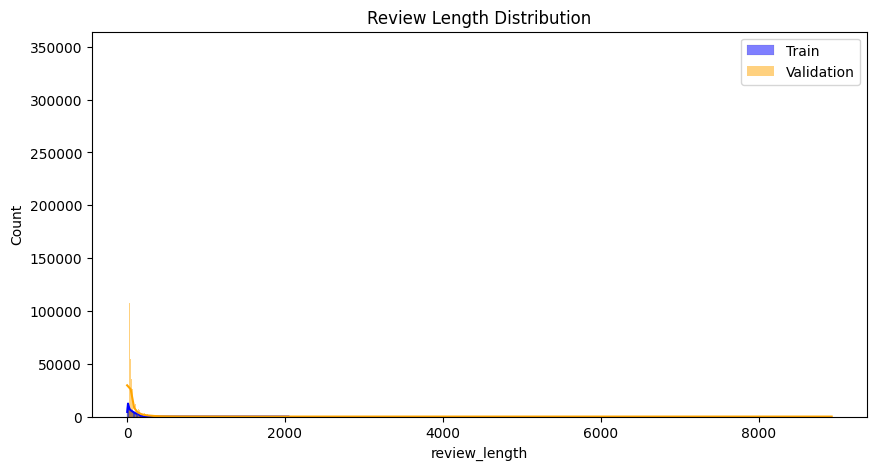 Review Length Distribution
Train
Validation
350000
300000
250000
200000
150000
100000
50000
0
Count
0 2000 4000 6000 8000
review_length